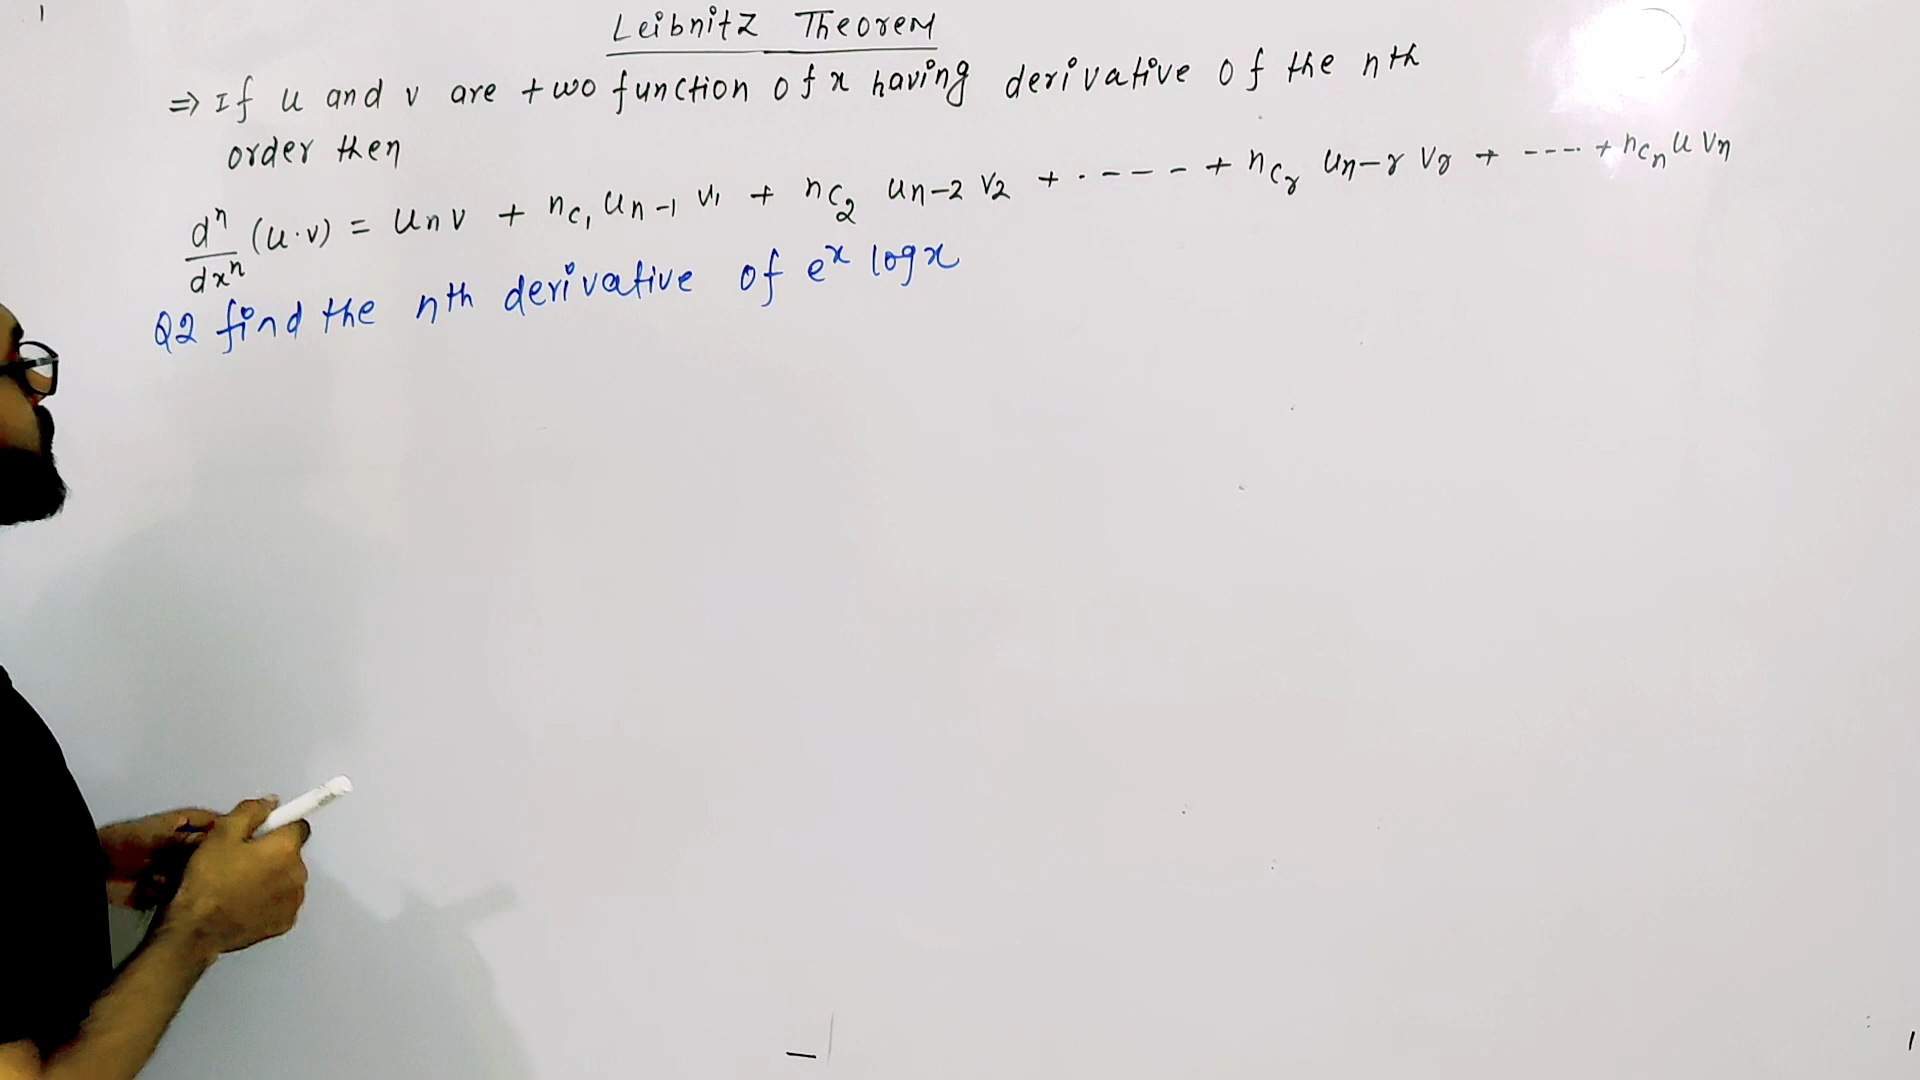 Leibnitz Theorem
⇒ If u and v are two function of x having derivative of the nth
order then
dⁿ/dxⁿ (u·v) = uₙv + nc₁ uₙ₋₁ v₁ + nc₂ uₙ₋₂ v₂ + ----- + ncᵣ uₙ₋ᵣ vᵣ + ---- + ncₙ u vₙ
Q2 find the nth derivative of eˣ logx